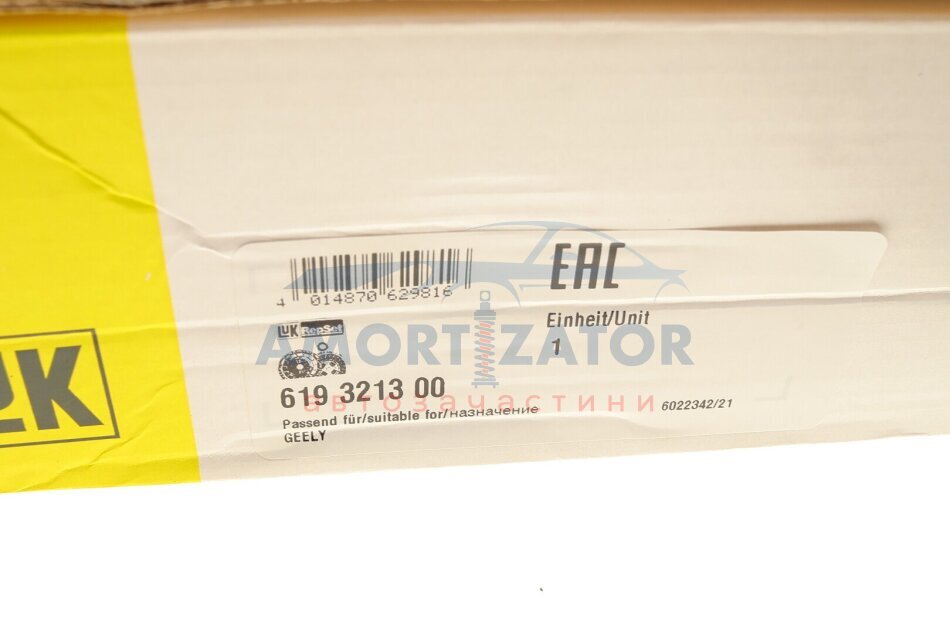 LuK
4 014870 629816
EAC
LuK RepSet
Einheit/Unit
1
AMORTIZATOR
автозапчастини
619 3213 00
Passend für/suitable for/назначение
GEELY
6022342/21